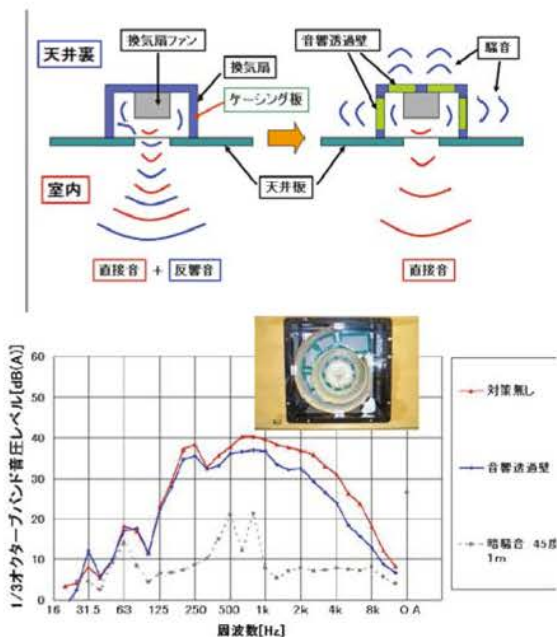 天井裏
換気扇ファン
換気扇
ケーシング板
音響透過壁
騒音
室内
天井板
直接音 + 反響音
直接音
1/3オクターブバンド音圧レベル[dB(A)]
60
50
40
30
20
10
0
16 31.5 63 125 250 500 1k 2k 4k 8k O A
周波数[Hz]
対策無し
音響透過壁
暗騒音 45度
1m